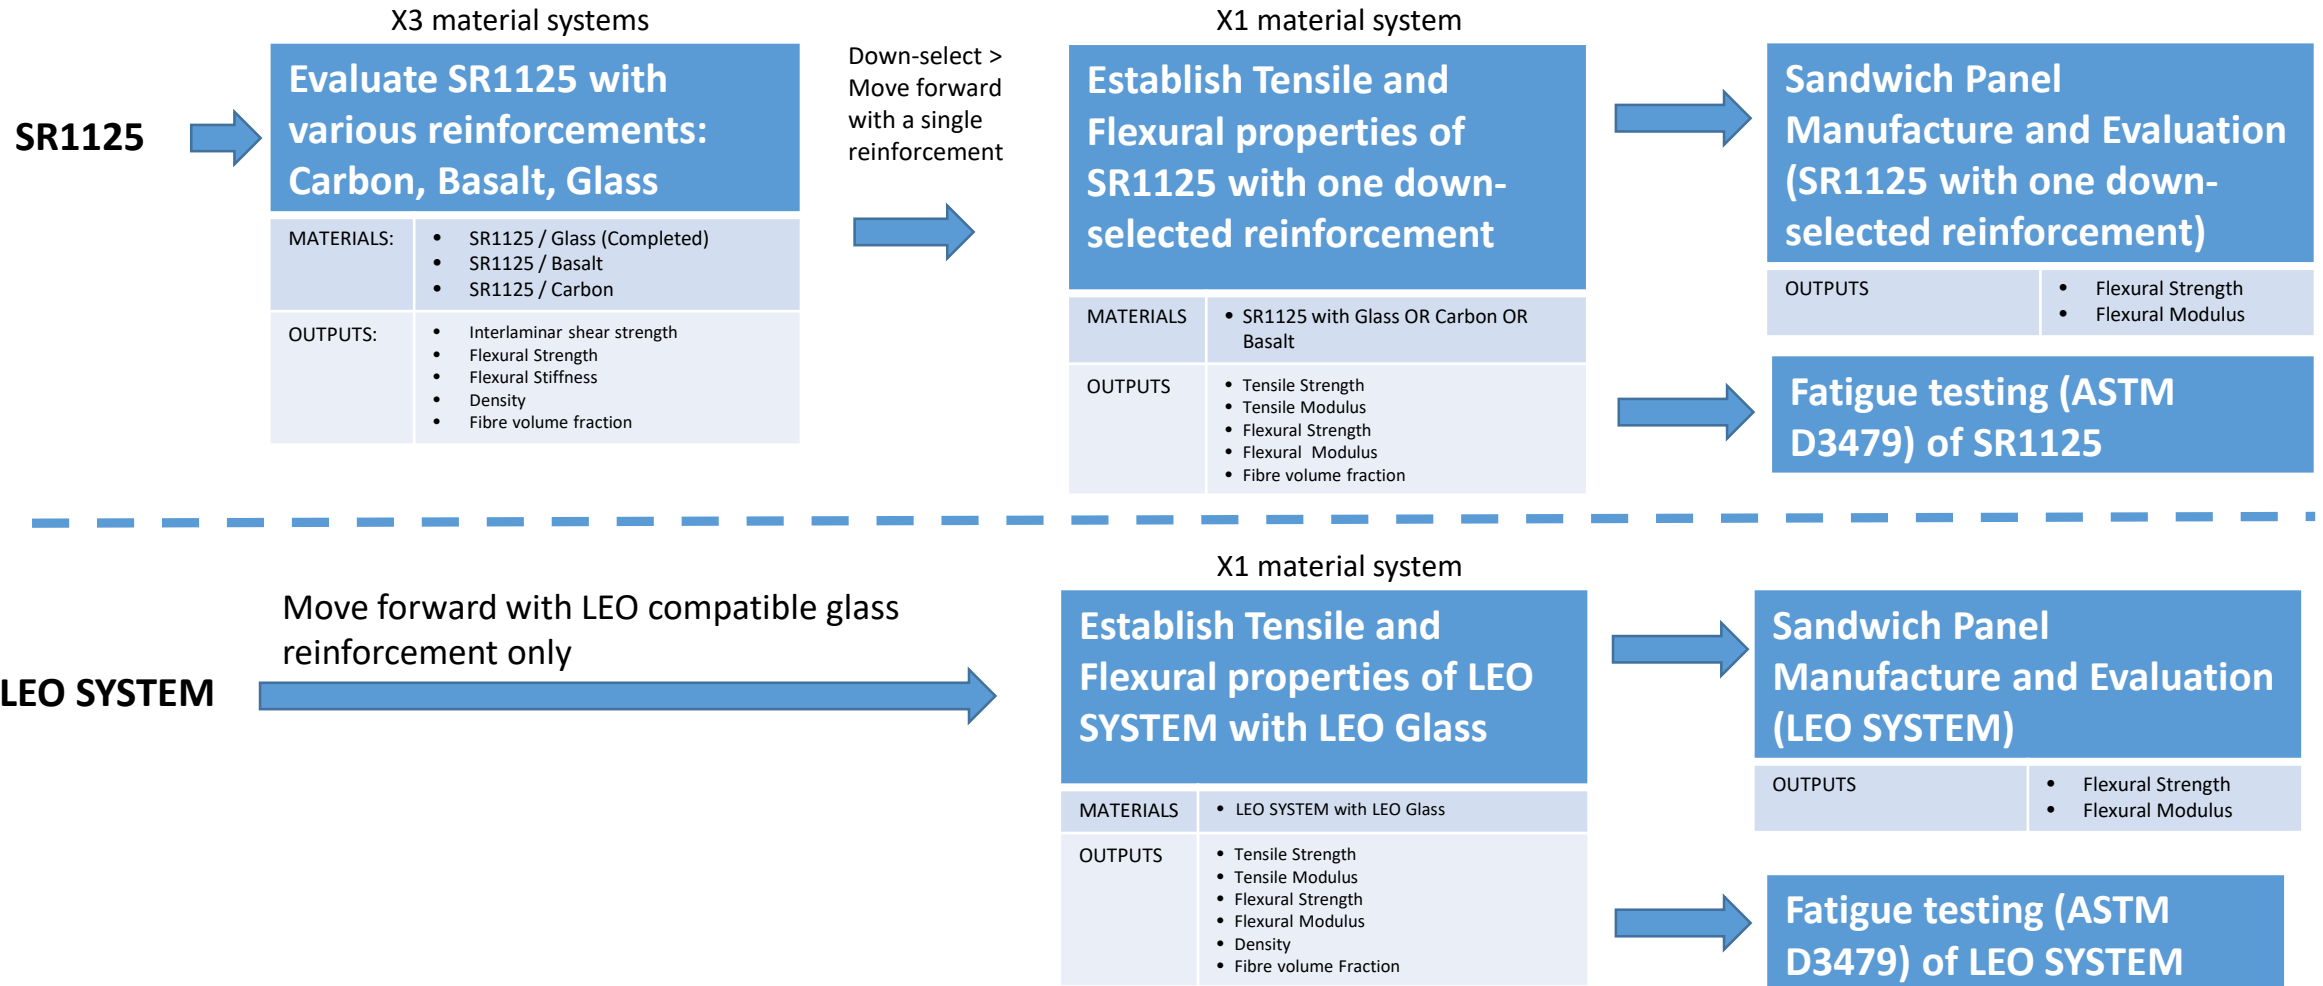 X3 material systems
X1 material system
SR1125
Evaluate SR1125 with
various reinforcements:
Carbon, Basalt, Glass
MATERIALS:
• SR1125 / Glass (Completed)
• SR1125 / Basalt
• SR1125 / Carbon
OUTPUTS:
• Interlaminar shear strength
• Flexural Strength
• Flexural Stiffness
• Density
• Fibre volume fraction
Down-select >
Move forward
with a single
reinforcement
Establish Tensile and
Flexural properties of
SR1125 with one down-
selected reinforcement
MATERIALS
• SR1125 with Glass OR Carbon OR
Basalt
OUTPUTS
• Tensile Strength
• Tensile Modulus
• Flexural Strength
• Flexural  Modulus
• Fibre volume fraction
Sandwich Panel
Manufacture and Evaluation
(SR1125 with one down-
selected reinforcement)
OUTPUTS
• Flexural Strength
• Flexural Modulus
Fatigue testing (ASTM
D3479) of SR1125
LEO SYSTEM
Move forward with LEO compatible glass
reinforcement only
X1 material system
Establish Tensile and
Flexural properties of LEO
SYSTEM with LEO Glass
MATERIALS
• LEO SYSTEM with LEO Glass
OUTPUTS
• Tensile Strength
• Tensile Modulus
• Flexural Strength
• Flexural Modulus
• Density
• Fibre volume Fraction
Sandwich Panel
Manufacture and Evaluation
(LEO SYSTEM)
OUTPUTS
• Flexural Strength
• Flexural Modulus
Fatigue testing (ASTM
D3479) of LEO SYSTEM